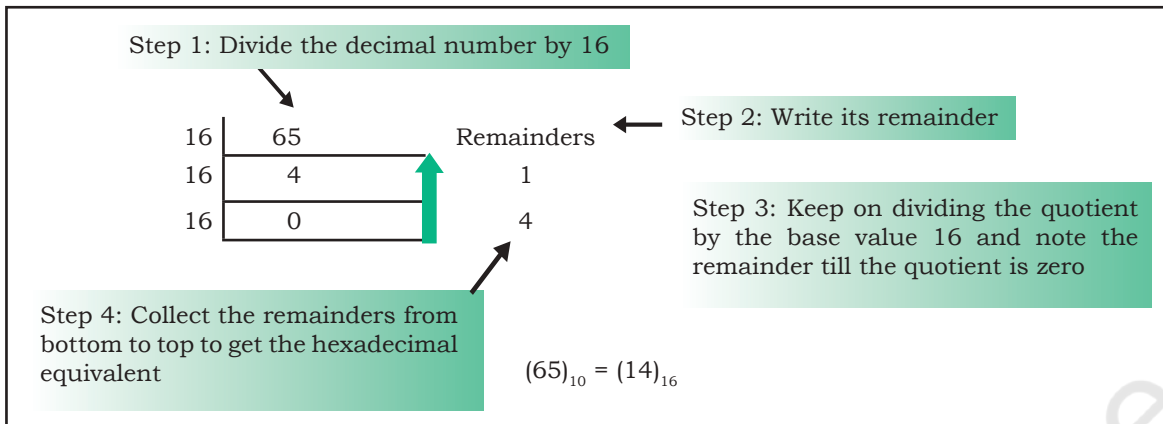 Step 1: Divide the decimal number by 16
Step 2: Write its remainder
16 65 Remainders
16 4 1
16 0 4
Step 3: Keep on dividing the quotient
by the base value 16 and note the
remainder till the quotient is zero
Step 4: Collect the remainders from
bottom to top to get the hexadecimal
equivalent
(65)₁₀ = (14)₁₆